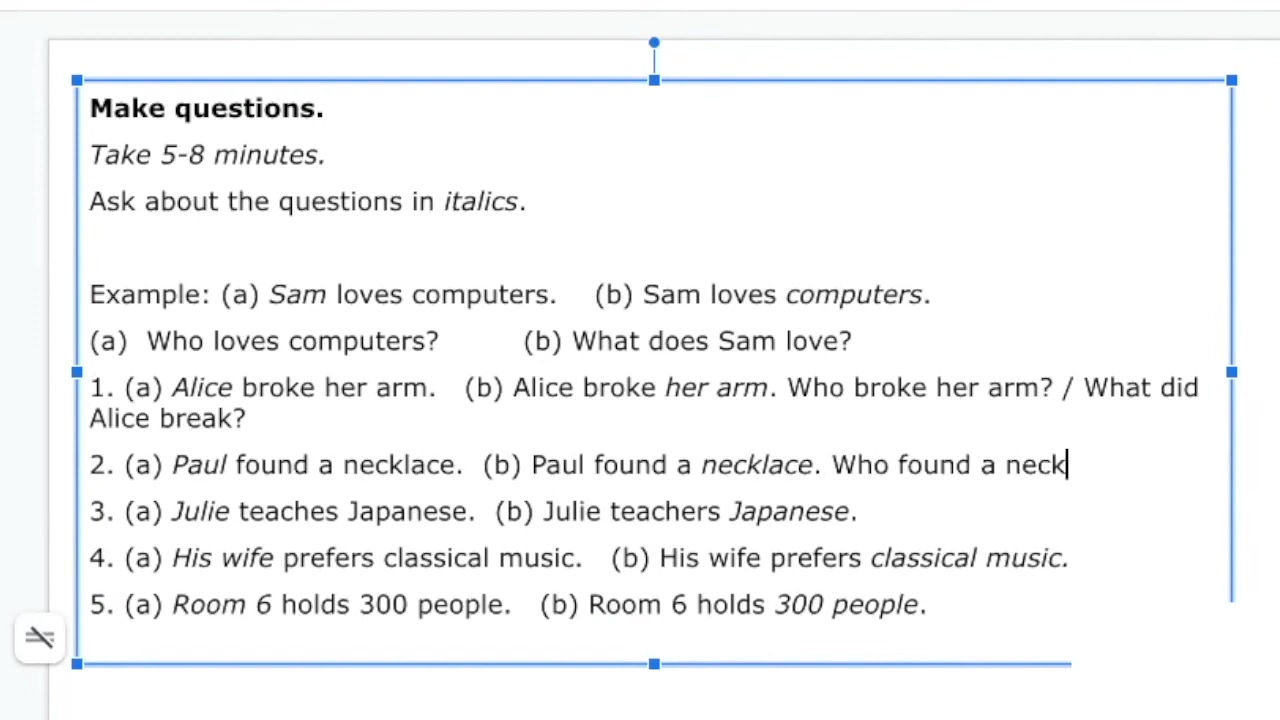 Make questions.
Take 5-8 minutes.
Ask about the questions in italics.
Example: (a) Sam loves computers. (b) Sam loves computers.
(a) Who loves computers? (b) What does Sam love?
1. (a) Alice broke her arm. (b) Alice broke her arm. Who broke her arm? / What did
Alice break?
2. (a) Paul found a necklace. (b) Paul found a necklace. Who found a neck
3. (a) Julie teaches Japanese. (b) Julie teachers Japanese.
4. (a) His wife prefers classical music. (b) His wife prefers classical music.
5. (a) Room 6 holds 300 people. (b) Room 6 holds 300 people.